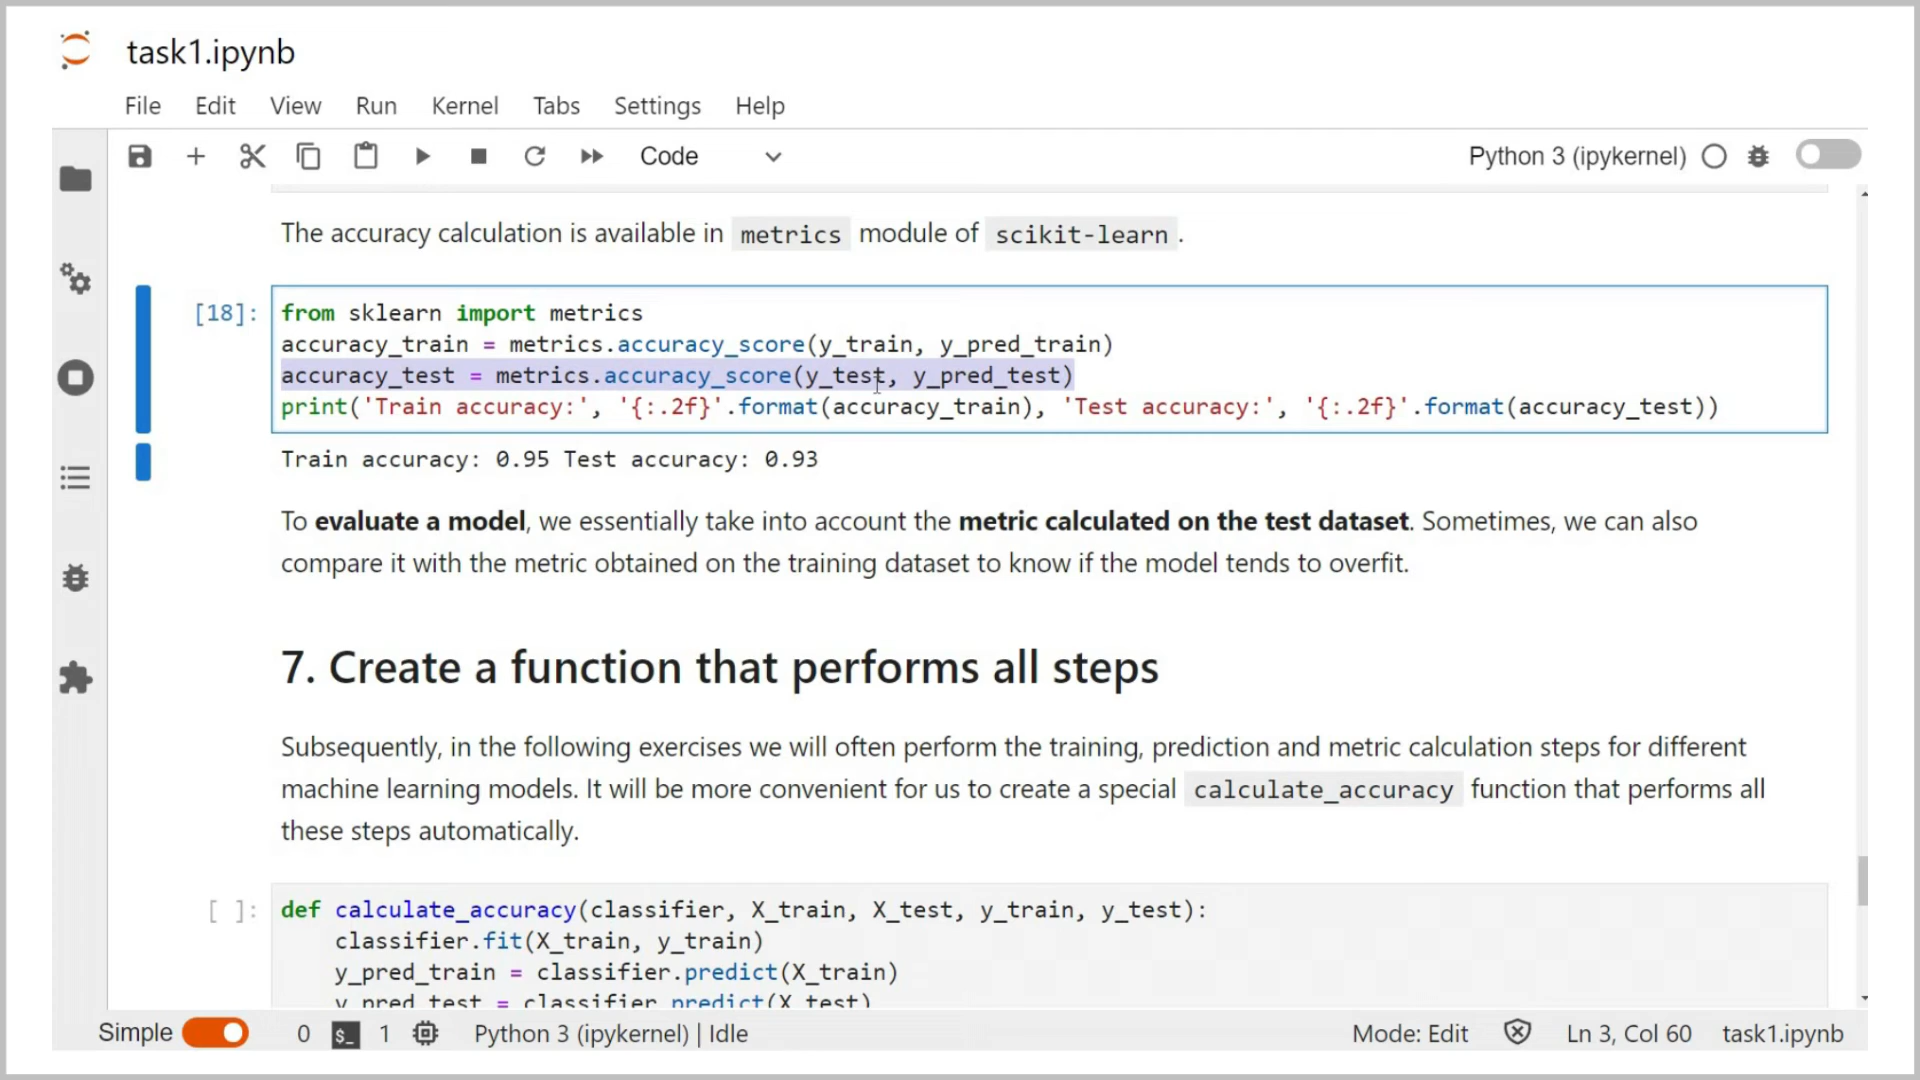 task1.ipynb
File Edit View Run Kernel Tabs Settings Help
Code Python 3 (ipykernel)
The accuracy calculation is available in metrics module of scikit-learn.
[18]: from sklearn import metrics
accuracy_train = metrics.accuracy_score(y_train, y_pred_train)
accuracy_test = metrics.accuracy_score(y_test, y_pred_test)
print('Train accuracy:', '{:.2f}'.format(accuracy_train), 'Test accuracy:', '{:.2f}'.format(accuracy_test))
Train accuracy: 0.95 Test accuracy: 0.93
To evaluate a model, we essentially take into account the metric calculated on the test dataset. Sometimes, we can also
compare it with the metric obtained on the training dataset to know if the model tends to overfit.
7. Create a function that performs all steps
Subsequently, in the following exercises we will often perform the training, prediction and metric calculation steps for different
machine learning models. It will be more convenient for us to create a special calculate_accuracy function that performs all
these steps automatically.
[ ]: def calculate_accuracy(classifier, X_train, X_test, y_train, y_test):
classifier.fit(X_train, y_train)
y_pred_train = classifier.predict(X_train)
y_pred_test = classifier.predict(X_test)
Simple 0 $_ 1 Python 3 (ipykernel) | Idle Mode: Edit Ln 3, Col 60 task1.ipynb